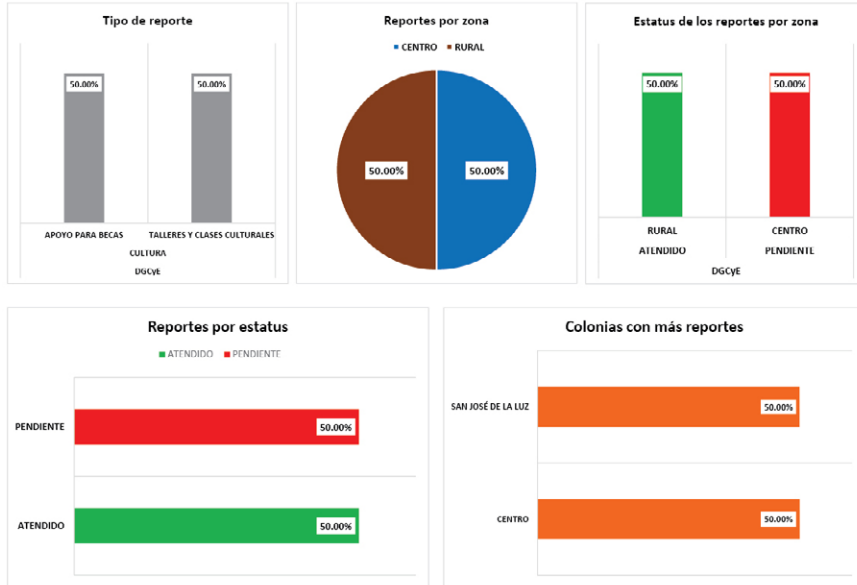 Tipo de reporte
50.00%
50.00%
APOYO PARA BECAS
TALLERES Y CLASES CULTURALES
CULTURA
DGCyE
Reportes por zona
CENTRO RURAL
50.00%
50.00%
Estatus de los reportes por zona
50.00%
50.00%
RURAL
CENTRO
ATENDIDO
PENDIENTE
DGCyE
Reportes por estatus
ATENDIDO PENDIENTE
PENDIENTE
50.00%
ATENDIDO
50.00%
Colonias con más reportes
SAN JOSÉ DE LA LUZ
50.00%
CENTRO
50.00%